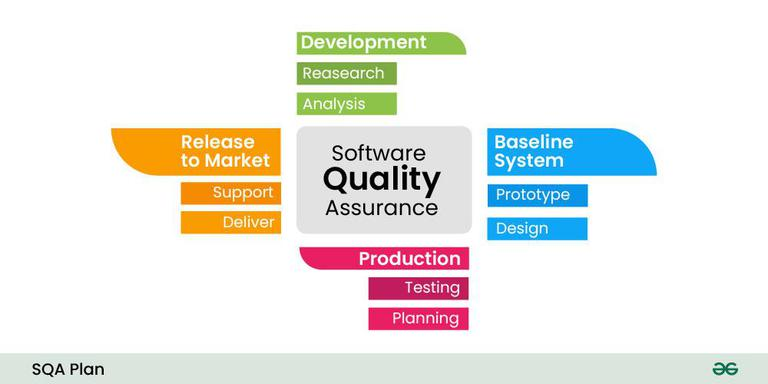 Development
Reasearch
Analysis
Release
to Market
Support
Deliver
Software
Quality
Assurance
Baseline
System
Prototype
Design
Production
Testing
Planning
SQA Plan